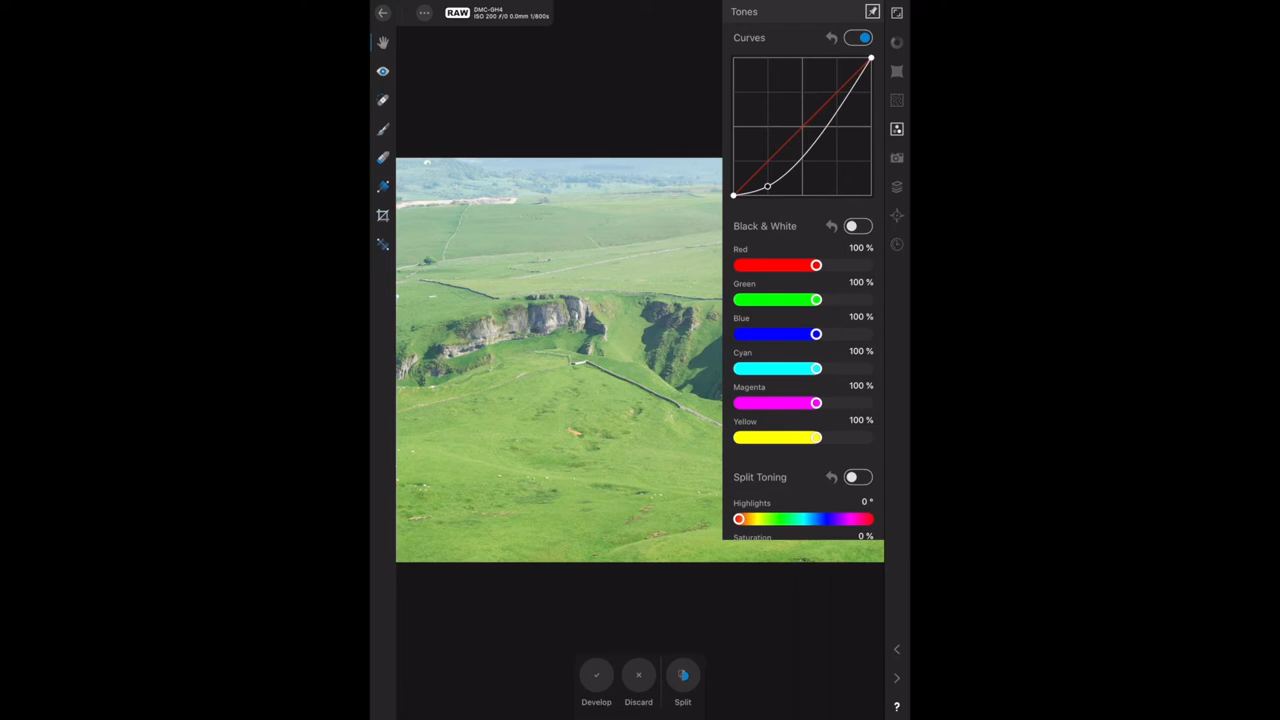 RAW
DMC-GH4
ISO 200 ƒ/0 0.0mm 1/800s
Tones
Curves
Black & White
Red 100 %
Green 100 %
Blue 100 %
Cyan 100 %
Magenta 100 %
Yellow 100 %
Split Toning
Highlights 0 °
Saturation 0 %
Develop
Discard
Split
?